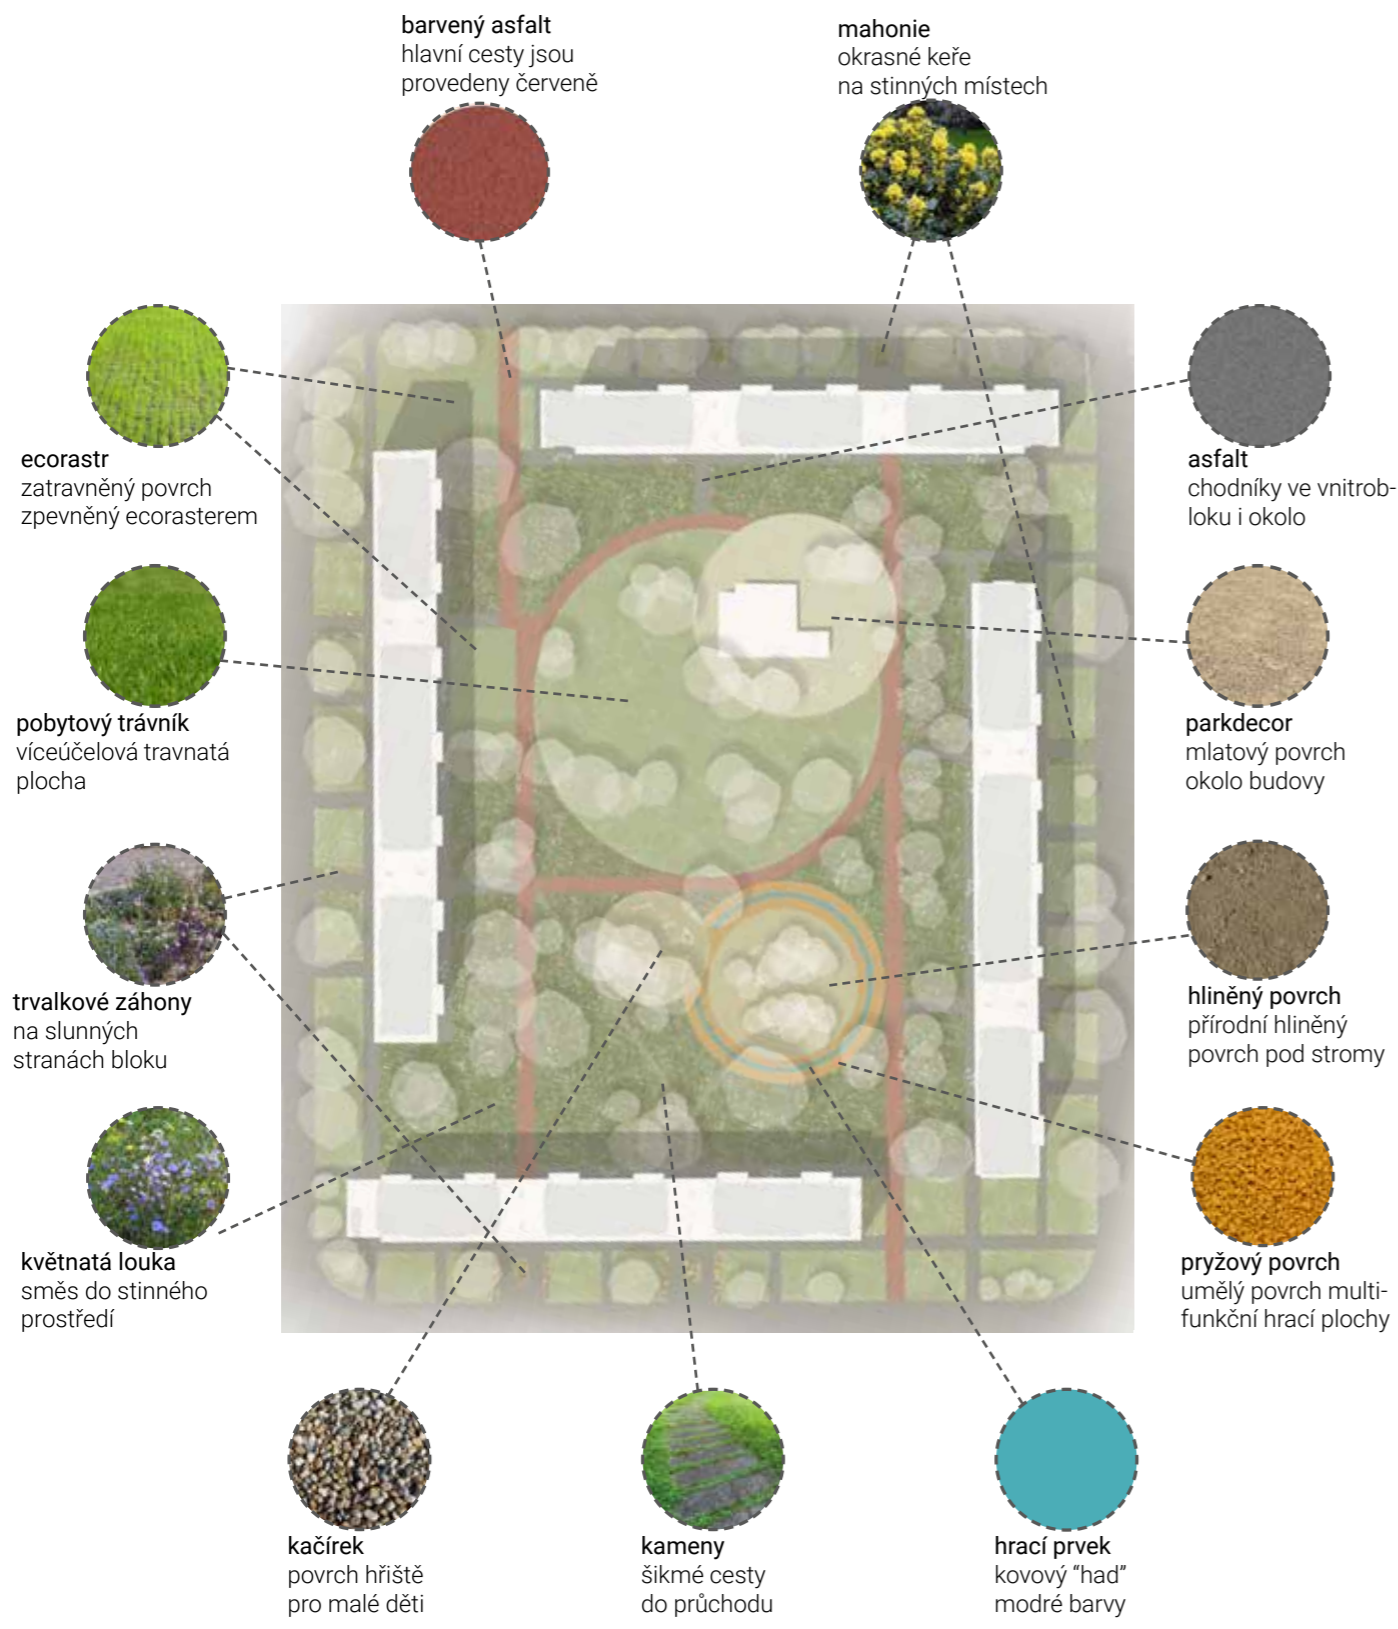 barvený asfalt
hlavní cesty jsou
provedeny červeně
mahonie
okrasné keře
na stinných místech
ecorastr
zatravněný povrch
zpevněný ecorasterem
asfalt
chodníky ve vnitrob-
loku i okolo
pobytový trávník
víceúčelová travnatá
plocha
parkdecor
mlatový povrch
okolo budovy
trvalkové záhony
na slunných
stranách bloku
hliněný povrch
přírodní hliněný
povrch pod stromy
květnatá louka
směs do stinného
prostředí
pryžový povrch
umělý povrch multi-
funkční hrací plochy
kačírek
povrch hřiště
pro malé děti
kameny
šikmé cesty
do průchodu
hrací prvek
kovový “had”
modré barvy